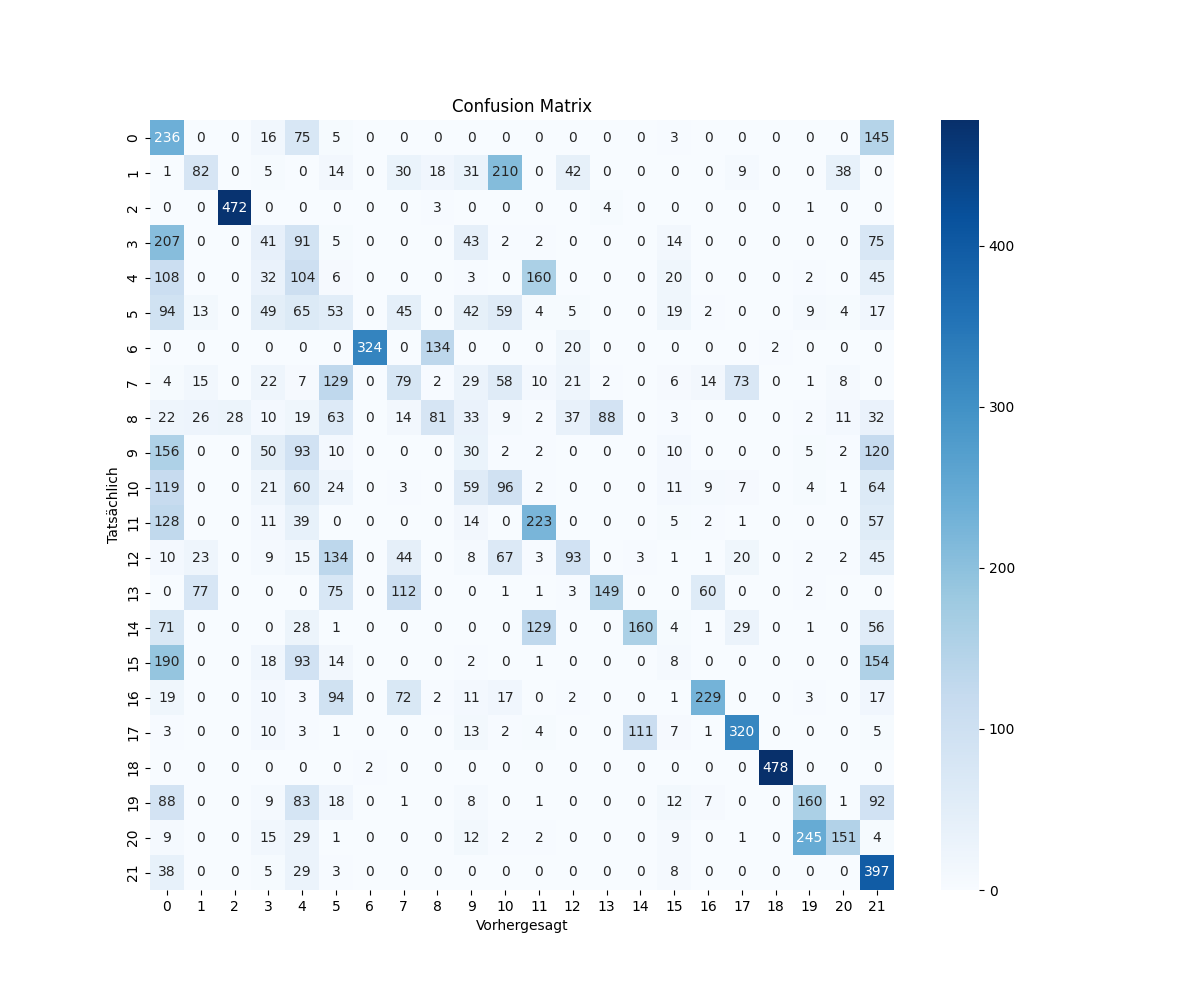 Confusion Matrix
0 236 0 0 16 75 5 0 0 0 0 0 0 0 0 0 3 0 0 0 0 0 145
1 1 82 0 5 0 14 0 30 18 31 210 0 42 0 0 0 0 9 0 0 38 0
2 0 0 472 0 0 0 0 0 3 0 0 0 0 4 0 0 0 0 0 1 0 0
3 207 0 0 41 91 5 0 0 0 43 2 2 0 0 0 14 0 0 0 0 0 75
4 108 0 0 32 104 6 0 0 0 3 0 160 0 0 0 20 0 0 0 2 0 45
5 94 13 0 49 65 53 0 45 0 42 59 4 5 0 0 19 2 0 0 9 4 17
6 0 0 0 0 0 0 324 0 134 0 0 0 20 0 0 0 0 0 2 0 0 0
7 4 15 0 22 7 129 0 79 2 29 58 10 21 2 0 6 14 73 0 1 8 0
8 22 26 28 10 19 63 0 14 81 33 9 2 37 88 0 3 0 0 0 2 11 32
9 156 0 0 50 93 10 0 0 0 30 2 2 0 0 0 10 0 0 0 5 2 120
10 119 0 0 21 60 24 0 3 0 59 96 2 0 0 0 11 9 7 0 4 1 64
11 128 0 0 11 39 0 0 0 0 14 0 223 0 0 0 5 2 1 0 0 0 57
12 10 23 0 9 15 134 0 44 0 8 67 3 93 0 3 1 1 20 0 2 2 45
13 0 77 0 0 0 75 0 112 0 0 1 1 3 149 0 0 60 0 0 2 0 0
14 71 0 0 0 28 1 0 0 0 0 0 129 0 0 160 4 1 29 0 1 0 56
15 190 0 0 18 93 14 0 0 0 2 0 1 0 0 0 8 0 0 0 0 0 154
16 19 0 0 10 3 94 0 72 2 11 17 0 2 0 0 1 229 0 0 3 0 17
17 3 0 0 10 3 1 0 0 0 13 2 4 0 0 111 7 1 320 0 0 0 5
18 0 0 0 0 0 0 2 0 0 0 0 0 0 0 0 0 0 0 478 0 0 0
19 88 0 0 9 83 18 0 1 0 8 0 1 0 0 0 12 7 0 0 160 1 92
20 9 0 0 15 29 1 0 0 0 12 2 2 0 0 0 9 0 1 0 245 151 4
21 38 0 0 5 29 3 0 0 0 0 0 0 0 0 0 8 0 0 0 0 0 397
0 1 2 3 4 5 6 7 8 9 10 11 12 13 14 15 16 17 18 19 20 21
Vorhergesagt
Tatsächlich
400
300
200
100
0